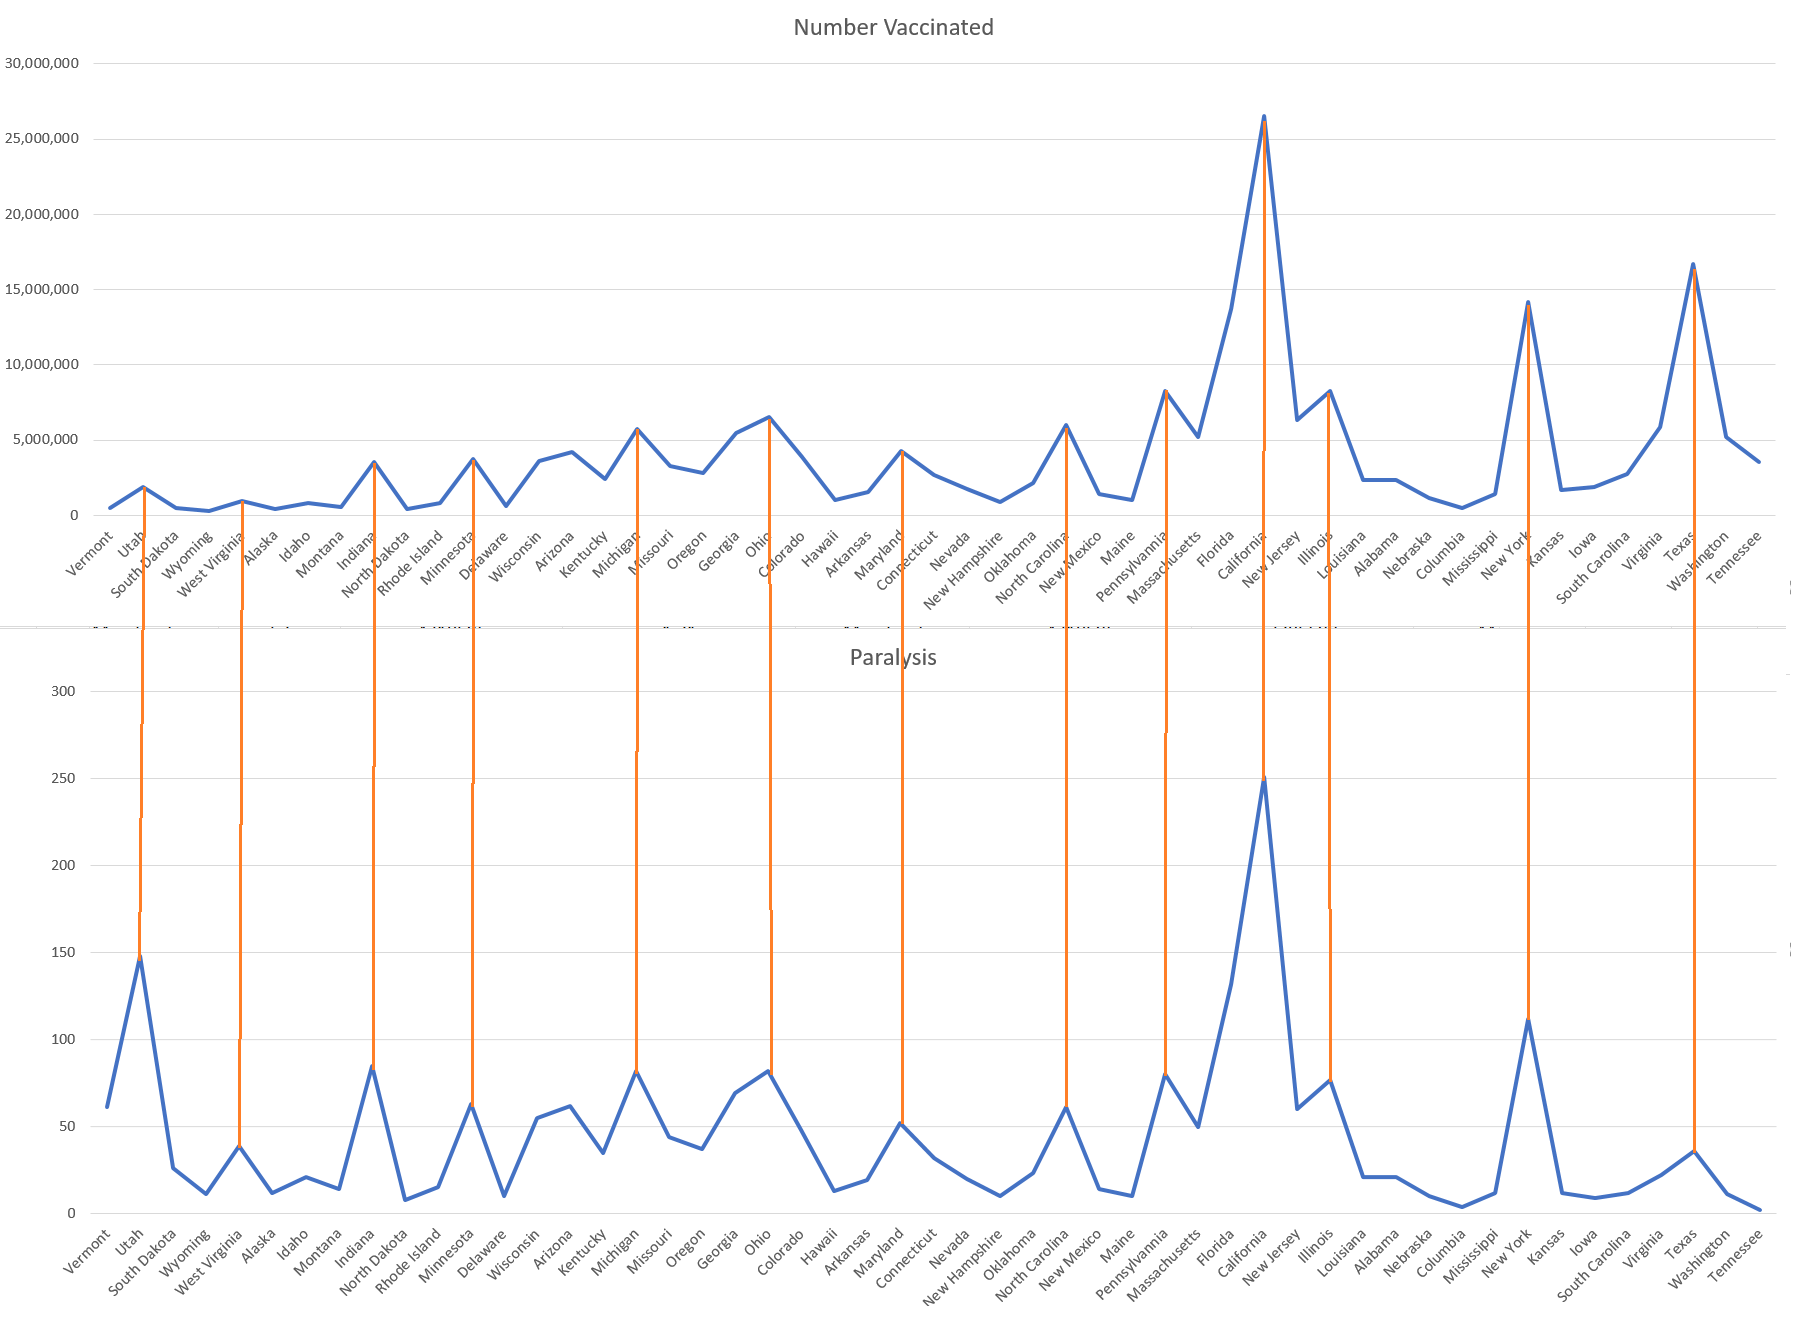 Number Vaccinated
30,000,000
25,000,000
20,000,000
15,000,000
10,000,000
5,000,000
0
Vermont
Utah
South Dakota
Wyoming
West Virginia
Alaska
Idaho
Montana
Indiana
North Dakota
Rhode Island
Minnesota
Delaware
Wisconsin
Arizona
Kentucky
Michigan
Missouri
Oregon
Georgia
Ohio
Colorado
Hawaii
Arkansas
Maryland
Connecticut
Nevada
New Hampshire
Oklahoma
North Carolina
New Mexico
Maine
Pennsylvannia
Massachusetts
Florida
California
New Jersey
Illinois
Louisiana
Alabama
Nebraska
Columbia
Mississippi
New York
Kansas
Iowa
South Carolina
Virginia
Texas
Washington
Tennessee
Paralysis
300
250
200
150
100
50
0
Vermont
Utah
South Dakota
Wyoming
West Virginia
Alaska
Idaho
Montana
Indiana
North Dakota
Rhode Island
Minnesota
Delaware
Wisconsin
Arizona
Kentucky
Michigan
Missouri
Oregon
Georgia
Ohio
Colorado
Hawaii
Arkansas
Maryland
Connecticut
Nevada
New Hampshire
Oklahoma
North Carolina
New Mexico
Maine
Pennsylvannia
Massachusetts
Florida
California
New Jersey
Illinois
Louisiana
Alabama
Nebraska
Columbia
Mississippi
New York
Kansas
Iowa
South Carolina
Virginia
Texas
Washington
Tennessee